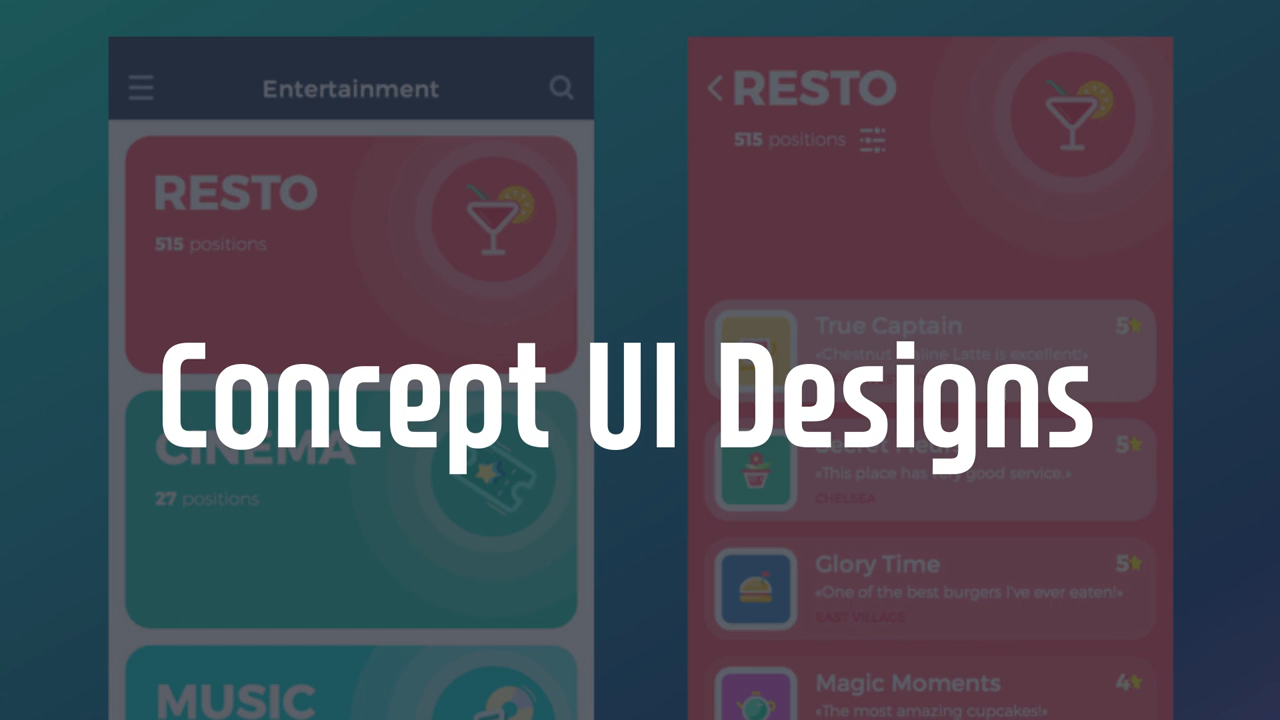 Entertainment
RESTO
515 positions
CINEMA
27 positions
MUSIC
RESTO
515 positions
True Captain
5
is excellent!»
5
«This place has very good service.»
CHELSEA
Glory Time
5
«One of the best burgers I've ever eaten!»
EAST VILLAGE
Magic Moments
4
«The most amazing cupcakes!»
Concept UI Designs